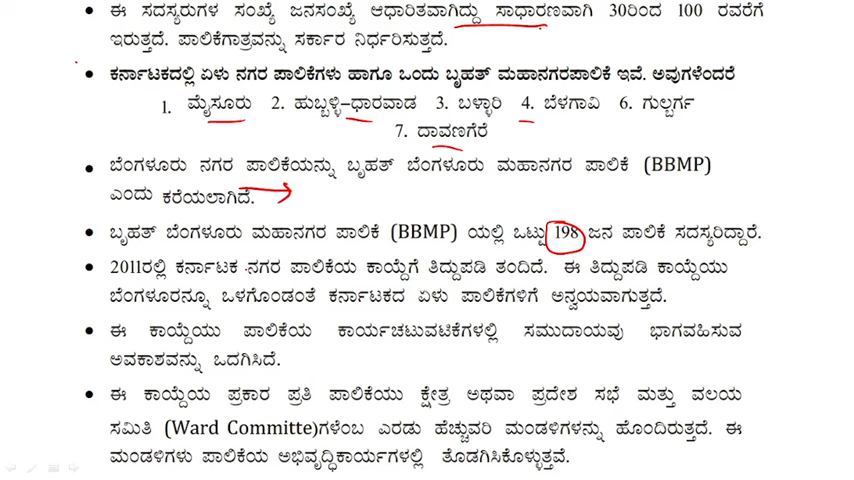 • ಈ ಸದಸ್ಯರುಗಳ ಸಂಖ್ಯೆ ಜನಸಂಖ್ಯೆ ಆಧಾರಿತವಾಗಿದ್ದು ಸಾಧಾರಣವಾಗಿ 30ರಿಂದ 100 ರವರೆಗೆ
ಇರುತ್ತದೆ. ಪಾಲಿಕೆಗಾತ್ರವನ್ನು ಸರ್ಕಾರ ನಿರ್ಧರಿಸುತ್ತದೆ.
• ಕರ್ನಾಟಕದಲ್ಲಿ ಏಳು ನಗರ ಪಾಲಿಕೆಗಳು ಹಾಗೂ ಒಂದು ಬೃಹತ್ ಮಹಾನಗರಪಾಲಿಕೆ ಇವೆ. ಅವುಗಳೆಂದರೆ
1. ಮೈಸೂರು 2. ಹುಬ್ಬಳ್ಳಿ-ಧಾರವಾಡ 3. ಬಳ್ಳಾರಿ 4. ಬೆಳಗಾವಿ 6. ಗುಲ್ಬರ್ಗ
7. ದಾವಣಗೆರೆ
• ಬೆಂಗಳೂರು ನಗರ ಪಾಲಿಕೆಯನ್ನು ಬೃಹತ್ ಬೆಂಗಳೂರು ಮಹಾನಗರ ಪಾಲಿಕೆ (BBMP)
ಎಂದು ಕರೆಯಲಾಗಿದೆ.
• ಬೃಹತ್ ಬೆಂಗಳೂರು ಮಹಾನಗರ ಪಾಲಿಕೆ (BBMP) ಯಲ್ಲಿ ಒಟ್ಟು 198 ಜನ ಪಾಲಿಕೆ ಸದಸ್ಯರಿದ್ದಾರೆ.
• 2011ರಲ್ಲಿ ಕರ್ನಾಟಕ ನಗರ ಪಾಲಿಕೆಯ ಕಾಯ್ದೆಗೆ ತಿದ್ದುಪಡಿ ತಂದಿದೆ. ಈ ತಿದ್ದುಪಡಿ ಕಾಯ್ದೆಯು
ಬೆಂಗಳೂರನ್ನೂ ಒಳಗೊಂಡಂತೆ ಕರ್ನಾಟಕದ ಏಳು ಪಾಲಿಕೆಗಳಿಗೆ ಅನ್ವಯವಾಗುತ್ತದೆ.
• ಈ ಕಾಯ್ದೆಯು ಪಾಲಿಕೆಯ ಕಾರ್ಯಚಟುವಟಿಕೆಗಳಲ್ಲಿ ಸಮುದಾಯವು ಭಾಗವಹಿಸುವ
ಅವಕಾಶವನ್ನು ಒದಗಿಸಿದೆ.
• ಈ ಕಾಯ್ದೆಯ ಪ್ರಕಾರ ಪ್ರತಿ ಪಾಲಿಕೆಯು ಕ್ಷೇತ್ರ ಅಥವಾ ಪ್ರದೇಶ ಸಭೆ ಮತ್ತು ವಲಯ
ಸಮಿತಿ (Ward Committe)ಗಳೆಂಬ ಎರಡು ಹೆಚ್ಚುವರಿ ಮಂಡಳಿಗಳನ್ನು ಹೊಂದಿರುತ್ತದೆ. ಈ
ಮಂಡಳಿಗಳು ಪಾಲಿಕೆಯ ಅಭಿವೃದ್ಧಿಕಾರ್ಯಗಳಲ್ಲಿ ತೊಡಗಿಸಿಕೊಳ್ಳುತ್ತವೆ.